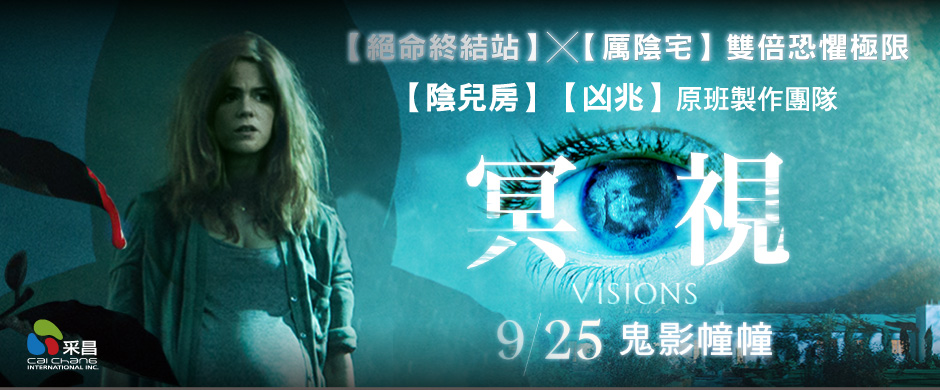 【絕命終結站】╳【厲陰宅】雙倍恐懼極限
【陰兒房】【凶兆】原班製作團隊
冥視
VISIONS
9/25 鬼影幢幢
采昌
CAI CHANG
INTERNATIONAL INC.